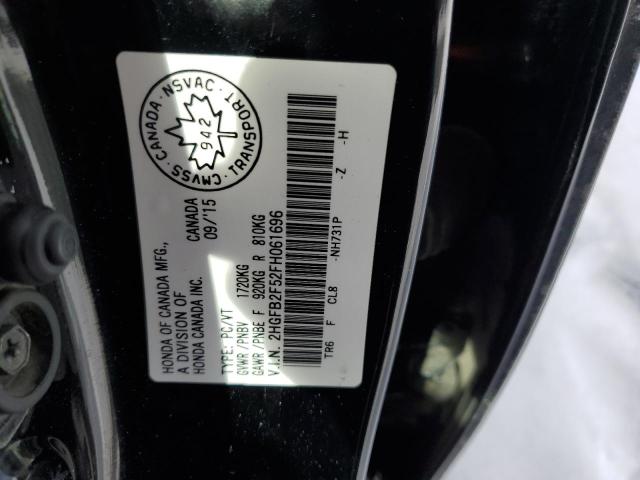 HONDA OF CANADA MFG.,
A DIVISION OF
HONDA CANADA INC.
CANADA
09/'15
CMVSS · CANADA · NSVAC · TRANSPORT
942
TYPE: PC/VT
GVWR/PNBV 1720KG
GAWR/PNBE F 920KG R 810KG
V.I.N. 2HGFB2F52FH061696
TR6 F CL8 -NH731P -Z -H